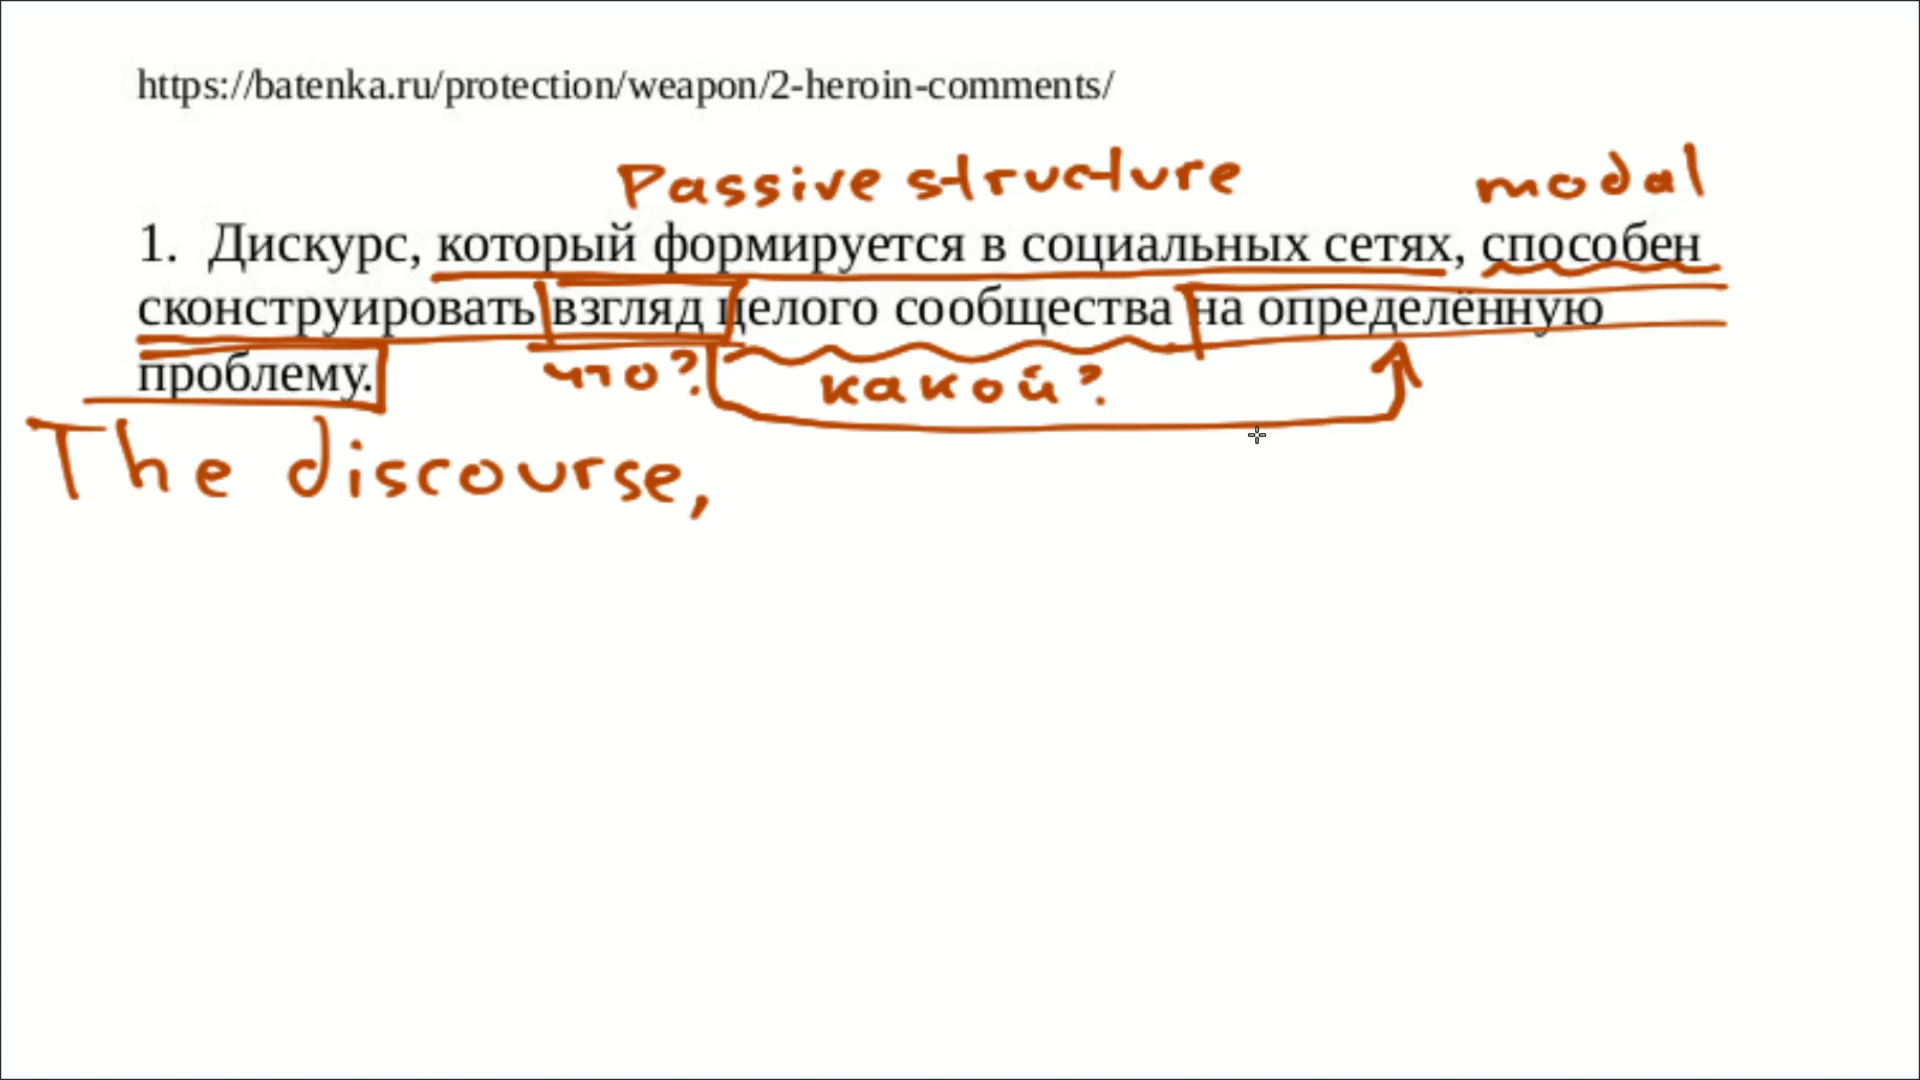 https://batenka.ru/protection/weapon/2-heroin-comments/
Passive structure modal
1. Дискурс, который формируется в социальных сетях, способен
сконструировать взгляд целого сообщества на определённую
проблему. что? какой?
The discourse,